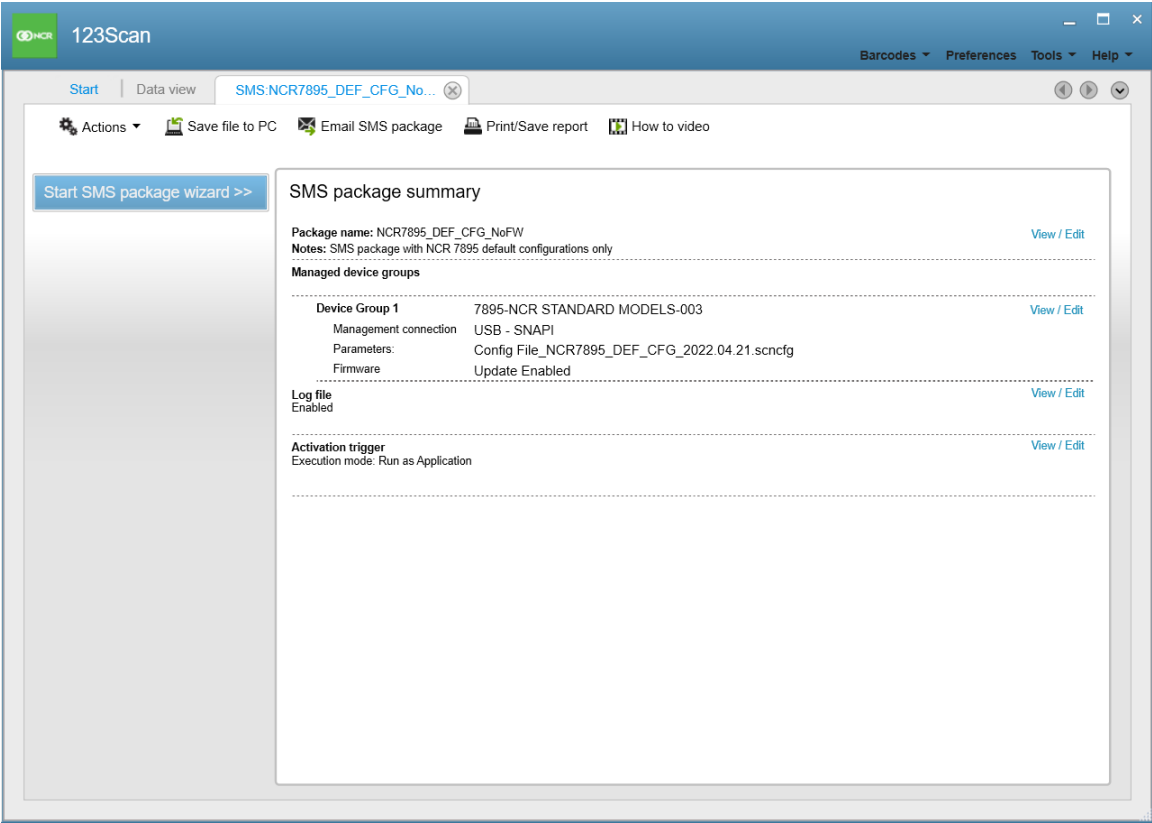 NCR 123Scan
Barcodes Preferences Tools Help
Start Data view SMS:NCR7895_DEF_CFG_No...
Actions Save file to PC Email SMS package Print/Save report How to video
Start SMS package wizard >>
SMS package summary
Package name: NCR7895_DEF_CFG_NoFW View / Edit
Notes: SMS package with NCR 7895 default configurations only
Managed device groups
Device Group 1 7895-NCR STANDARD MODELS-003 View / Edit
Management connection USB - SNAPI
Parameters: Config File_NCR7895_DEF_CFG_2022.04.21.scncfg
Firmware Update Enabled
Log file View / Edit
Enabled
Activation trigger View / Edit
Execution mode: Run as Application